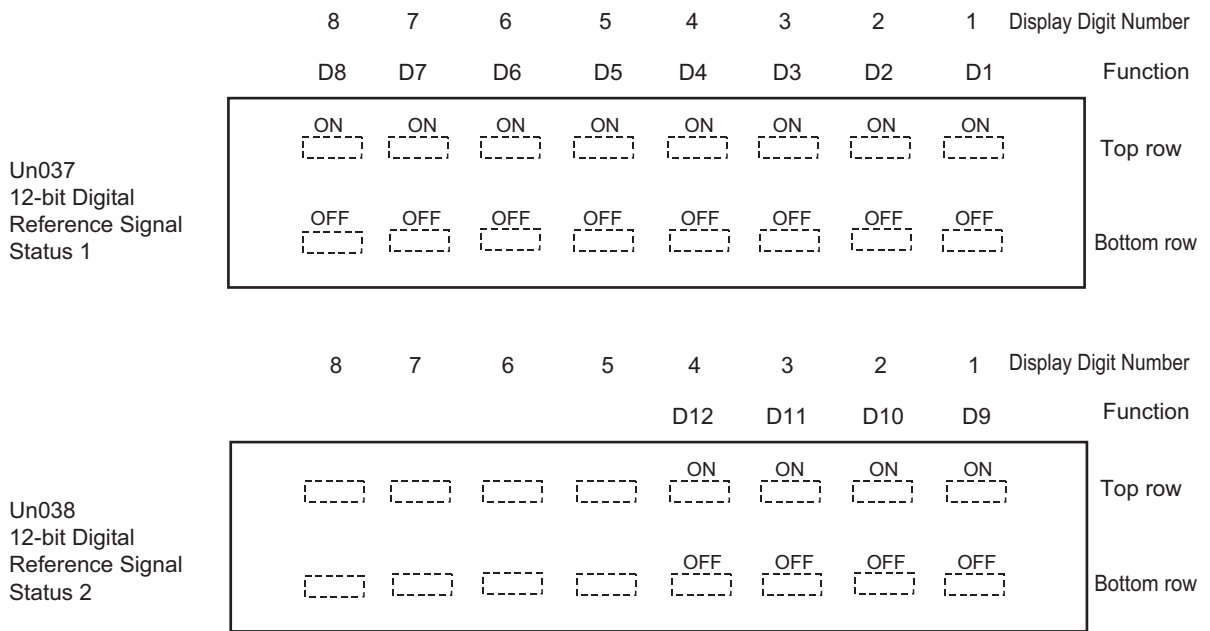 8 7 6 5 4 3 2 1 Display Digit Number
D8 D7 D6 D5 D4 D3 D2 D1 Function
ON ON ON ON ON ON ON ON
Top row
Un037
12-bit Digital
Reference Signal
Status 1
OFF OFF OFF OFF OFF OFF OFF OFF
Bottom row
8 7 6 5 4 3 2 1 Display Digit Number
D12 D11 D10 D9 Function
ON ON ON ON
Top row
Un038
12-bit Digital
Reference Signal
Status 2
OFF OFF OFF OFF
Bottom row